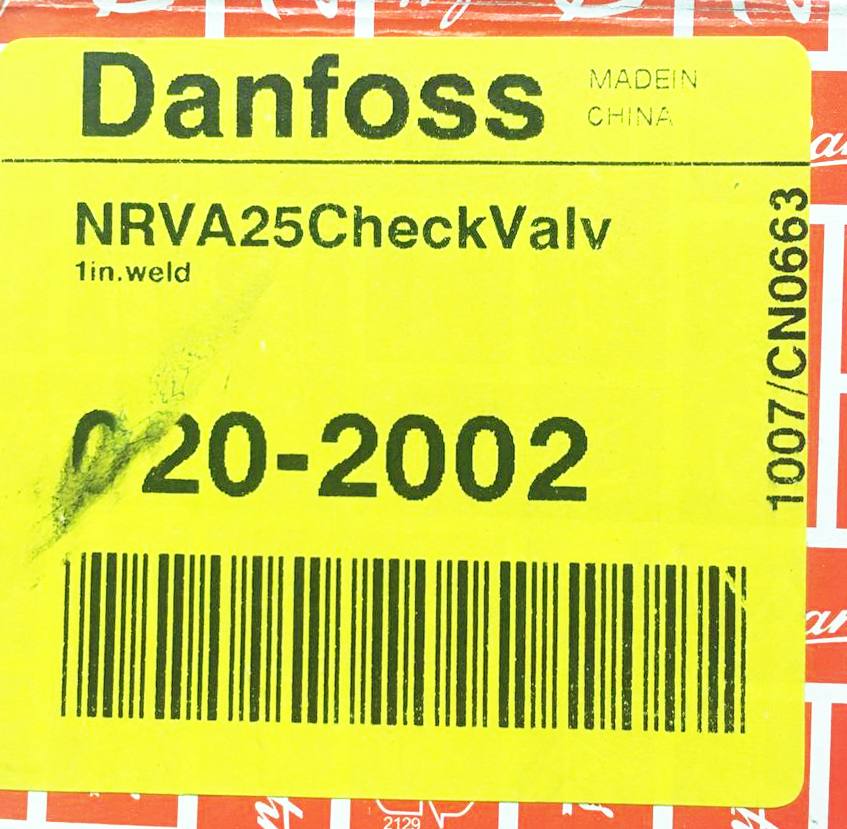 Danfoss
MADEIN
CHINA
NRVA25CheckValv
1in.weld
020-2002
1007/CN0663
2129